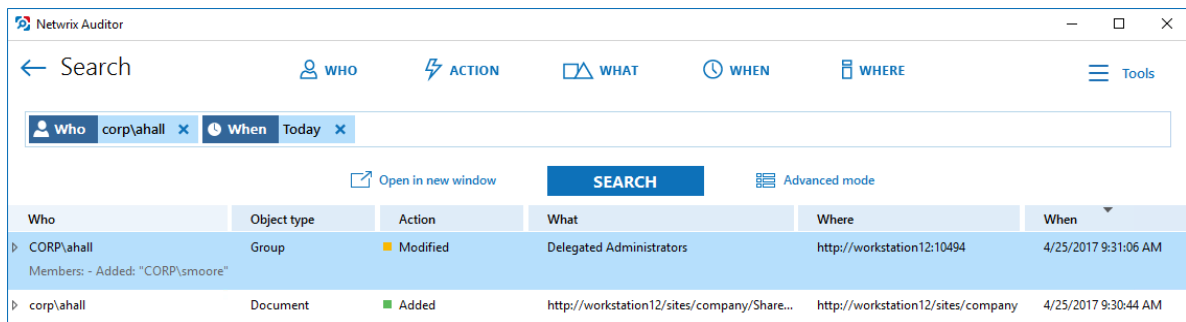 Netwrix Auditor
Search WHO ACTION WHAT WHEN WHERE Tools
Who corp\ahall When Today
Open in new window SEARCH Advanced mode
Who Object type Action What Where When
CORP\ahall Group Modified Delegated Administrators http://workstation12:10494 4/25/2017 9:31:06 AM
Members: - Added: "CORP\smoore"
corp\ahall Document Added http://workstation12/sites/company/Share... http://workstation12/sites/company 4/25/2017 9:30:44 AM